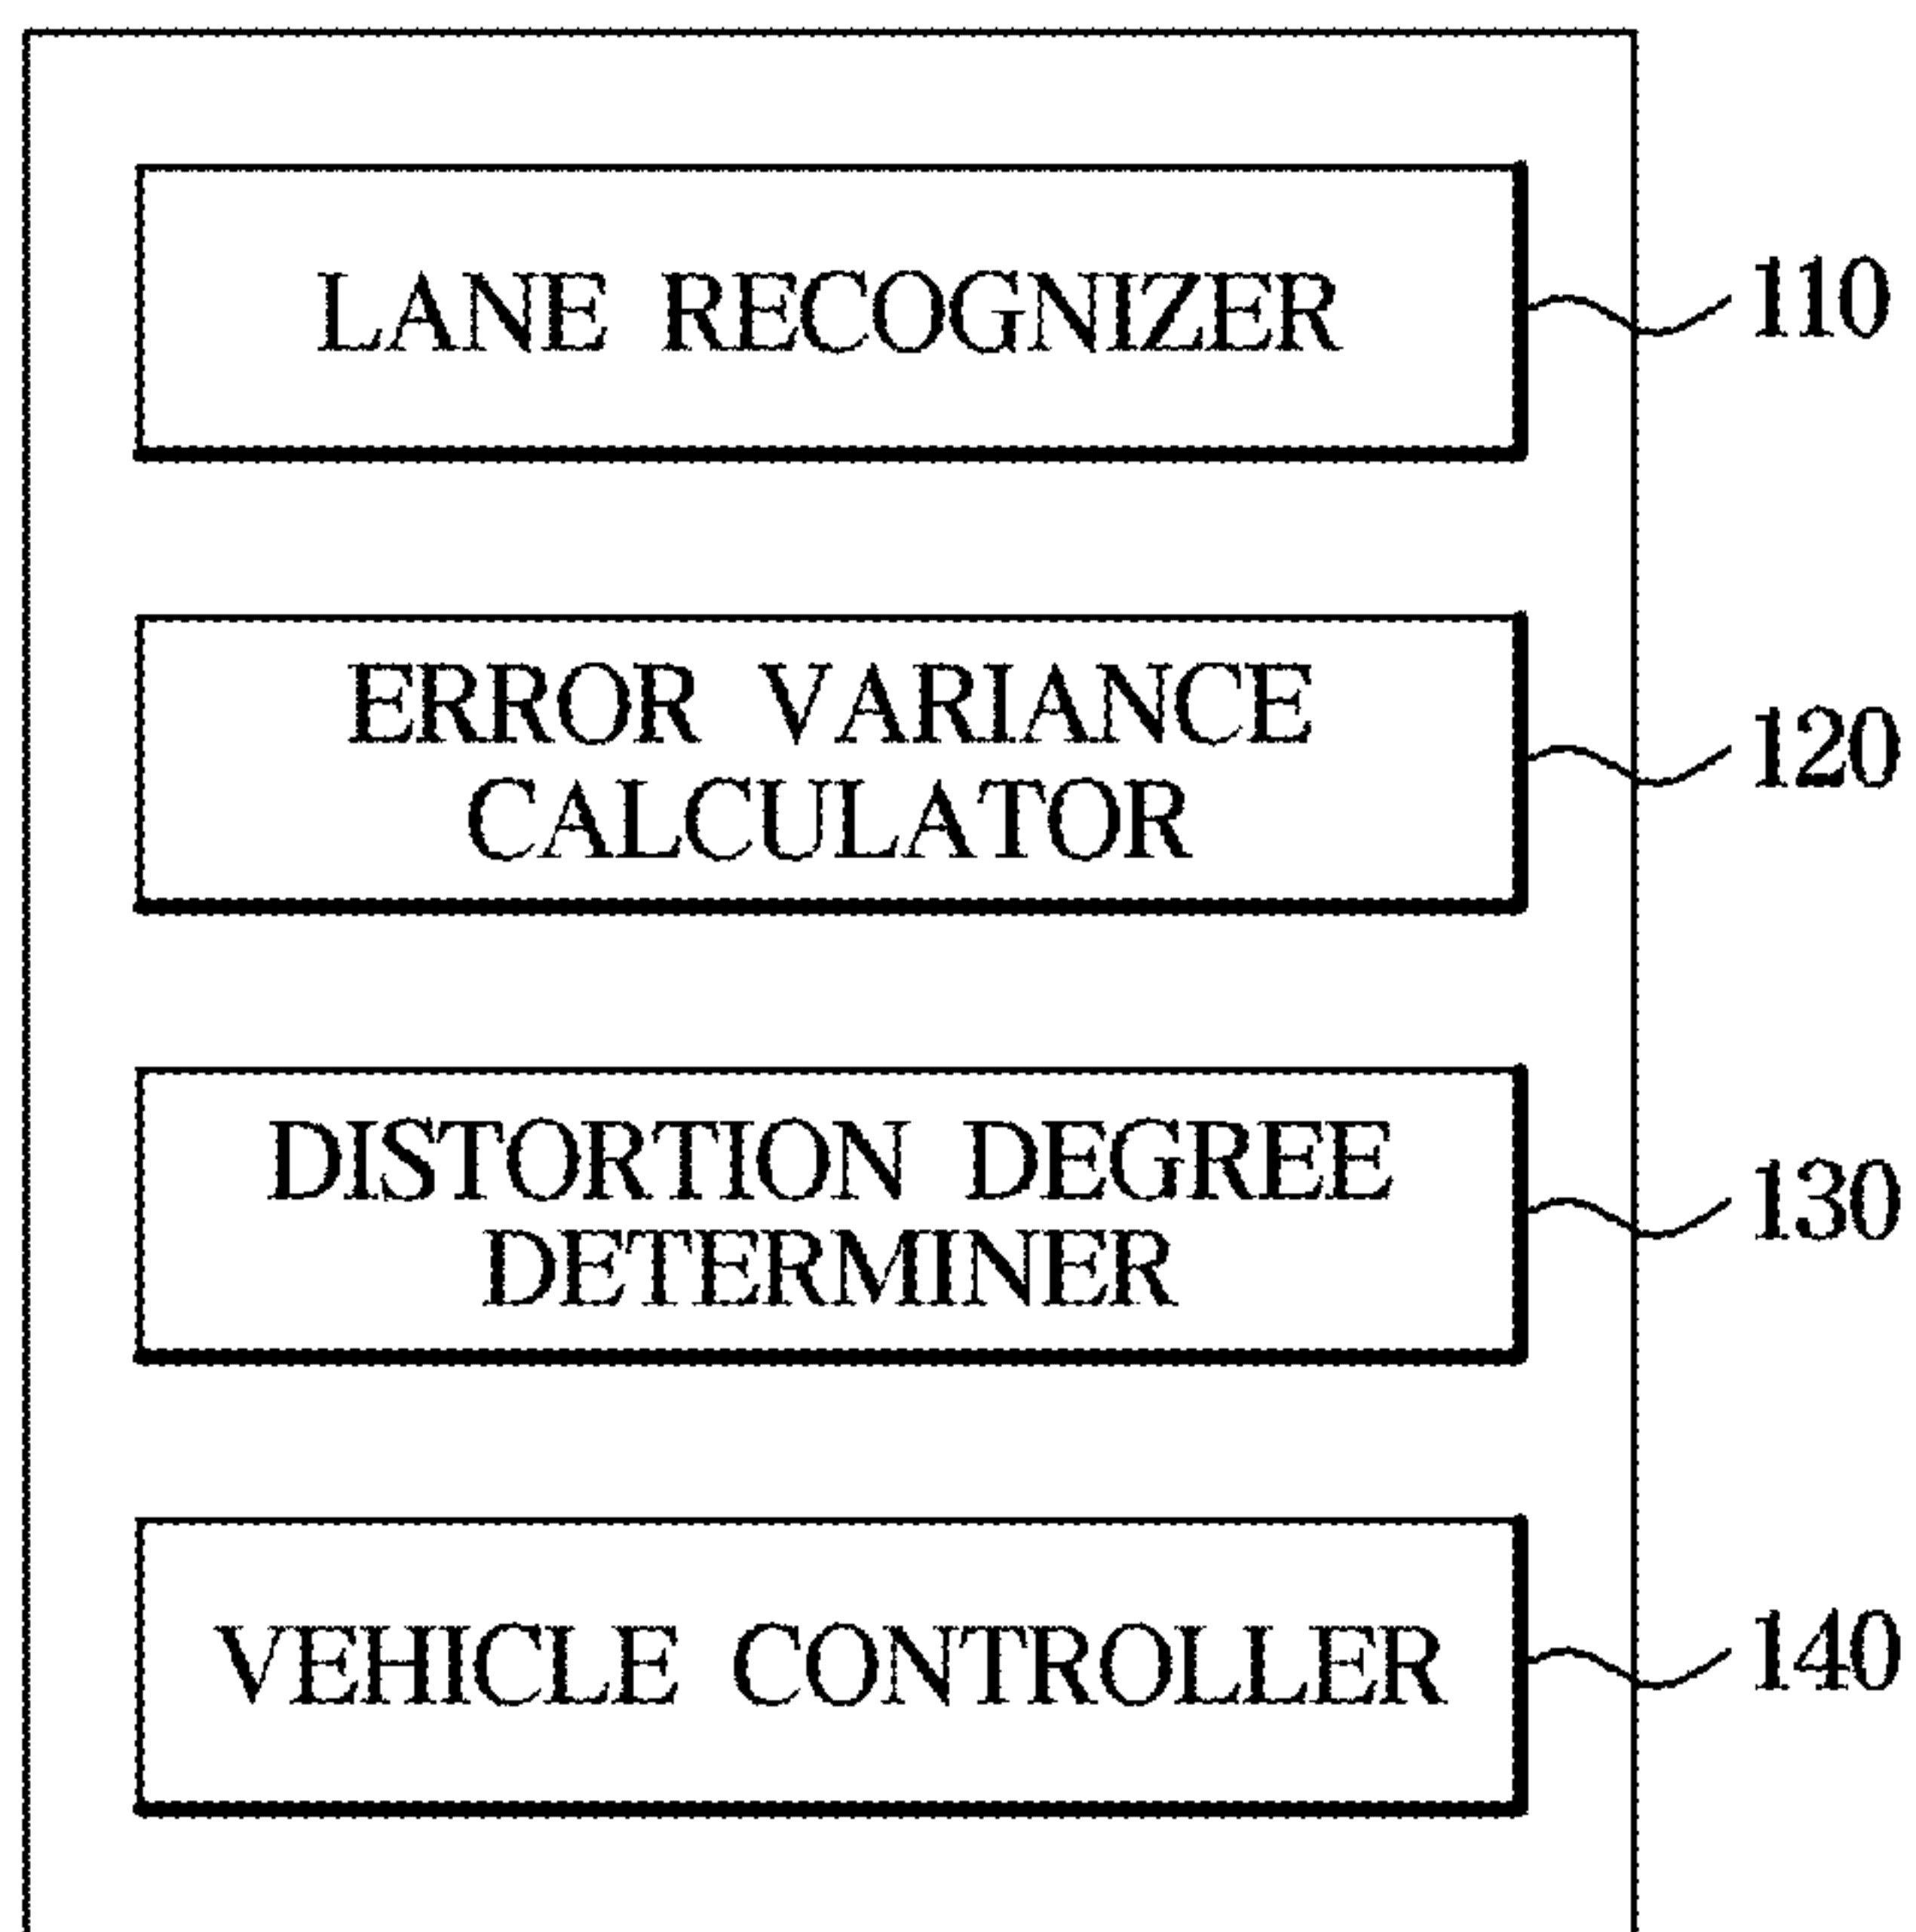 LANE RECOGNIZER
110
ERROR VARIANCE
CALCULATOR
120
DISTORTION DEGREE
DETERMINER
130
VEHICLE CONTROLLER
140